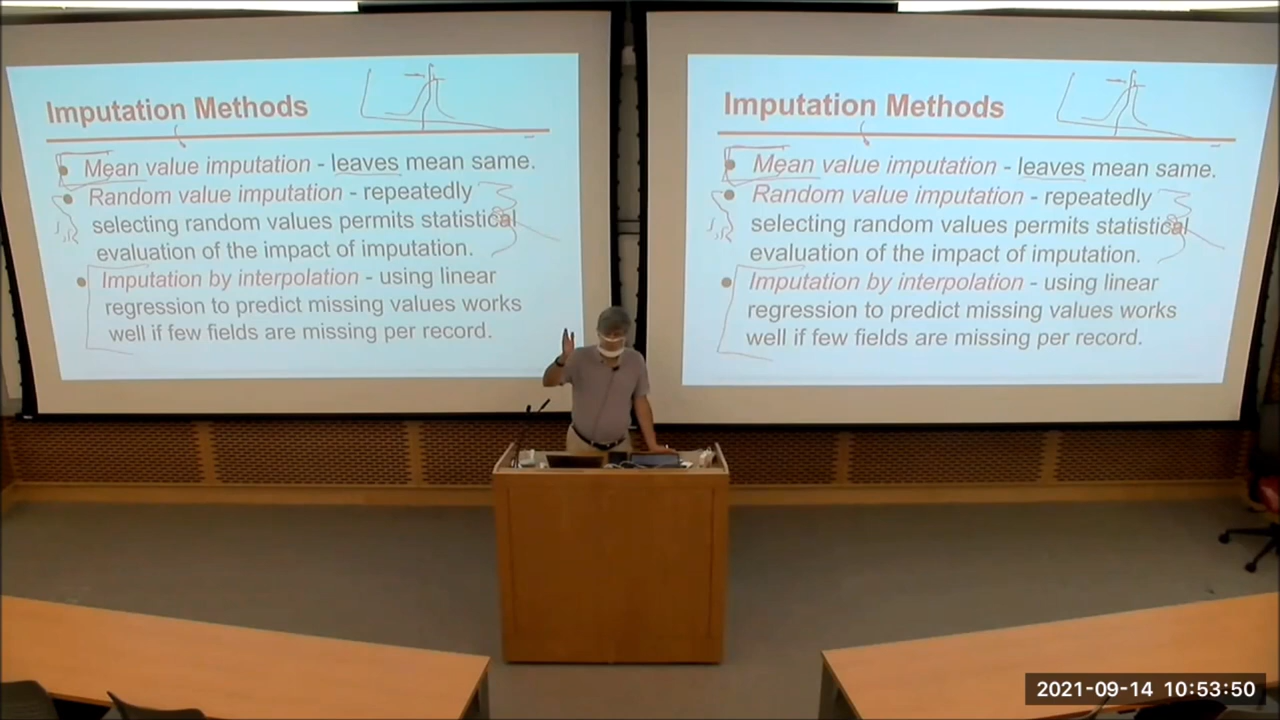 Imputation Methods
• Mean value imputation - leaves mean same.
• Random value imputation - repeatedly
selecting random values permits statistical
evaluation of the impact of imputation.
• Imputation by interpolation - using linear
regression to predict missing values works
well if few fields are missing per record.
Imputation Methods
• Mean value imputation - leaves mean same.
• Random value imputation - repeatedly
selecting random values permits statistical
evaluation of the impact of imputation.
• Imputation by interpolation - using linear
regression to predict missing values works
well if few fields are missing per record.
2021-09-14 10:53:50